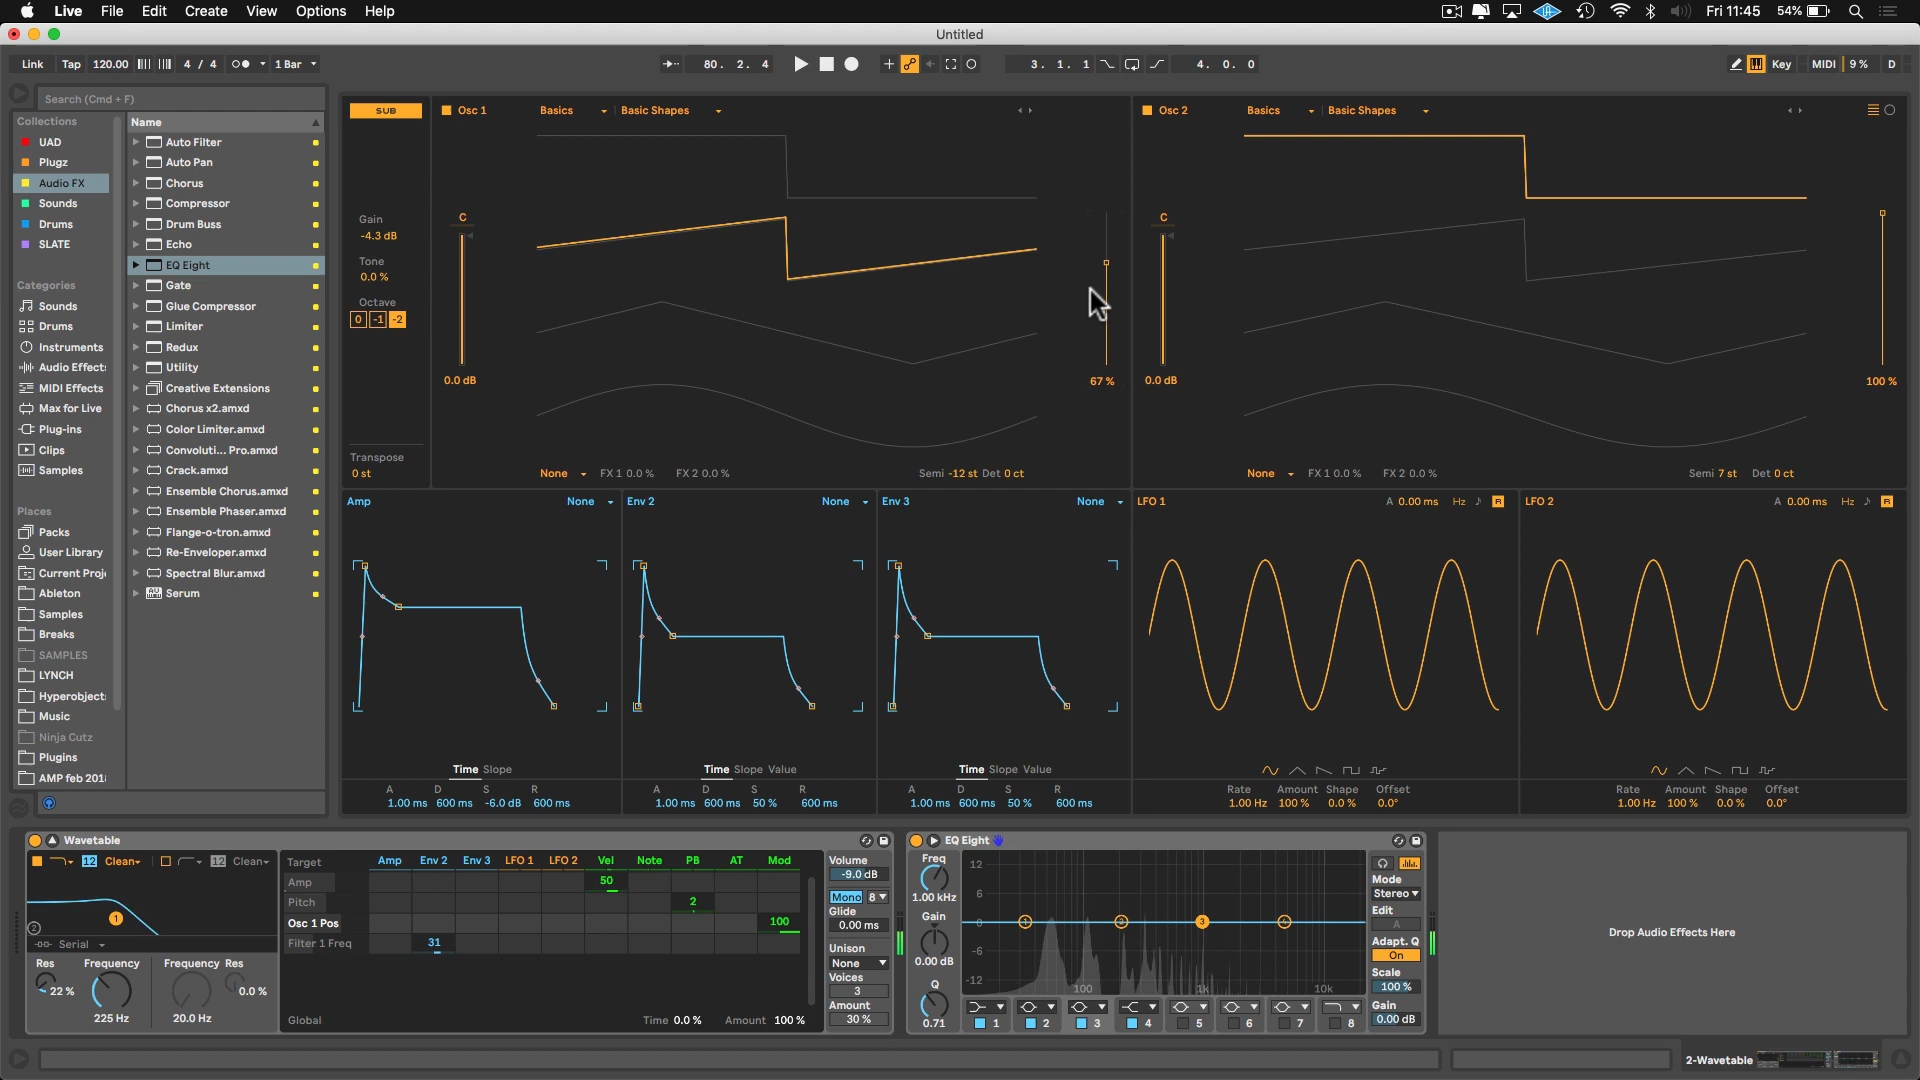 Live File Edit Create View Options Help
Fri 11:45 54%
Untitled
Link Tap 120.00 4 / 4 1 Bar 80. 2. 4 3. 1. 1 4. 0. 0 Key MIDI 9 % D
Search (Cmd + F)
Collections
UAD
Plugz
Audio FX
Sounds
Drums
SLATE
Categories
Sounds
Drums
Instruments
Audio Effect
MIDI Effects
Max for Live
Plug-ins
Clips
Samples
Places
Packs
User Library
Current Proj
Ableton
Samples
Breaks
SAMPLES
LYNCH
Hyperobject
Music
Ninja Cutz
Plugins
AMP feb 201
Name
Auto Filter
Auto Pan
Chorus
Compressor
Drum Buss
Echo
EQ Eight
Gate
Glue Compressor
Limiter
Redux
Utility
Creative Extensions
Chorus x2.amxd
Color Limiter.amxd
Convoluti... Pro.amxd
Crack.amxd
Ensemble Chorus.amxd
Ensemble Phaser.amxd
Flange-o-tron.amxd
Re-Enveloper.amxd
Spectral Blur.amxd
Serum
SUB
Gain
-4.3 dB
Tone
0.0 %
Octave
0 -1 -2
Transpose
0 st
Osc 1 Basics Basic Shapes
C
0.0 dB
67 %
None FX 1 0.0 % FX 2 0.0 % Semi -12 st Det 0 ct
Osc 2 Basics Basic Shapes
C
0.0 dB
100 %
None FX 1 0.0 % FX 2 0.0 % Semi 7 st Det 0 ct
Amp None
Time Slope
A D S R
1.00 ms 600 ms -6.0 dB 600 ms
Env 2 None
Time Slope Value
A D S R
1.00 ms 600 ms 50 % 600 ms
Env 3 None
Time Slope Value
A D S R
1.00 ms 600 ms 50 % 600 ms
LFO 1 A 0.00 ms Hz R
Rate Amount Shape Offset
1.00 Hz 100 % 0.0 % 0.0°
LFO 2 A 0.00 ms Hz R
Rate Amount Shape Offset
1.00 Hz 100 % 0.0 % 0.0°
Wavetable
12 Clean 12 Clean
1
2
Serial
Res Frequency Frequency Res
22 % 0.0 %
225 Hz 20.0 Hz
Target Amp Env 2 Env 3 LFO 1 LFO 2 Vel Note PB AT Mod
Amp 50
Pitch 2
Osc 1 Pos 100
Filter 1 Freq 31
Global Time 0.0 % Amount 100 %
Volume
-9.0 dB
Mono 8
Glide
0.00 ms
Unison
None
Voices
3
Amount
30 %
EQ Eight
Freq
1.00 kHz
Gain
0.00 dB
Q
0.71
12
6
0
-6
-12
1 2 3 4
100 1k 10k
1 2 3 4 5 6 7 8
Mode
Stereo
Edit
A
Adapt. Q
On
Scale
100 %
Gain
0.00 dB
Drop Audio Effects Here
2-Wavetable